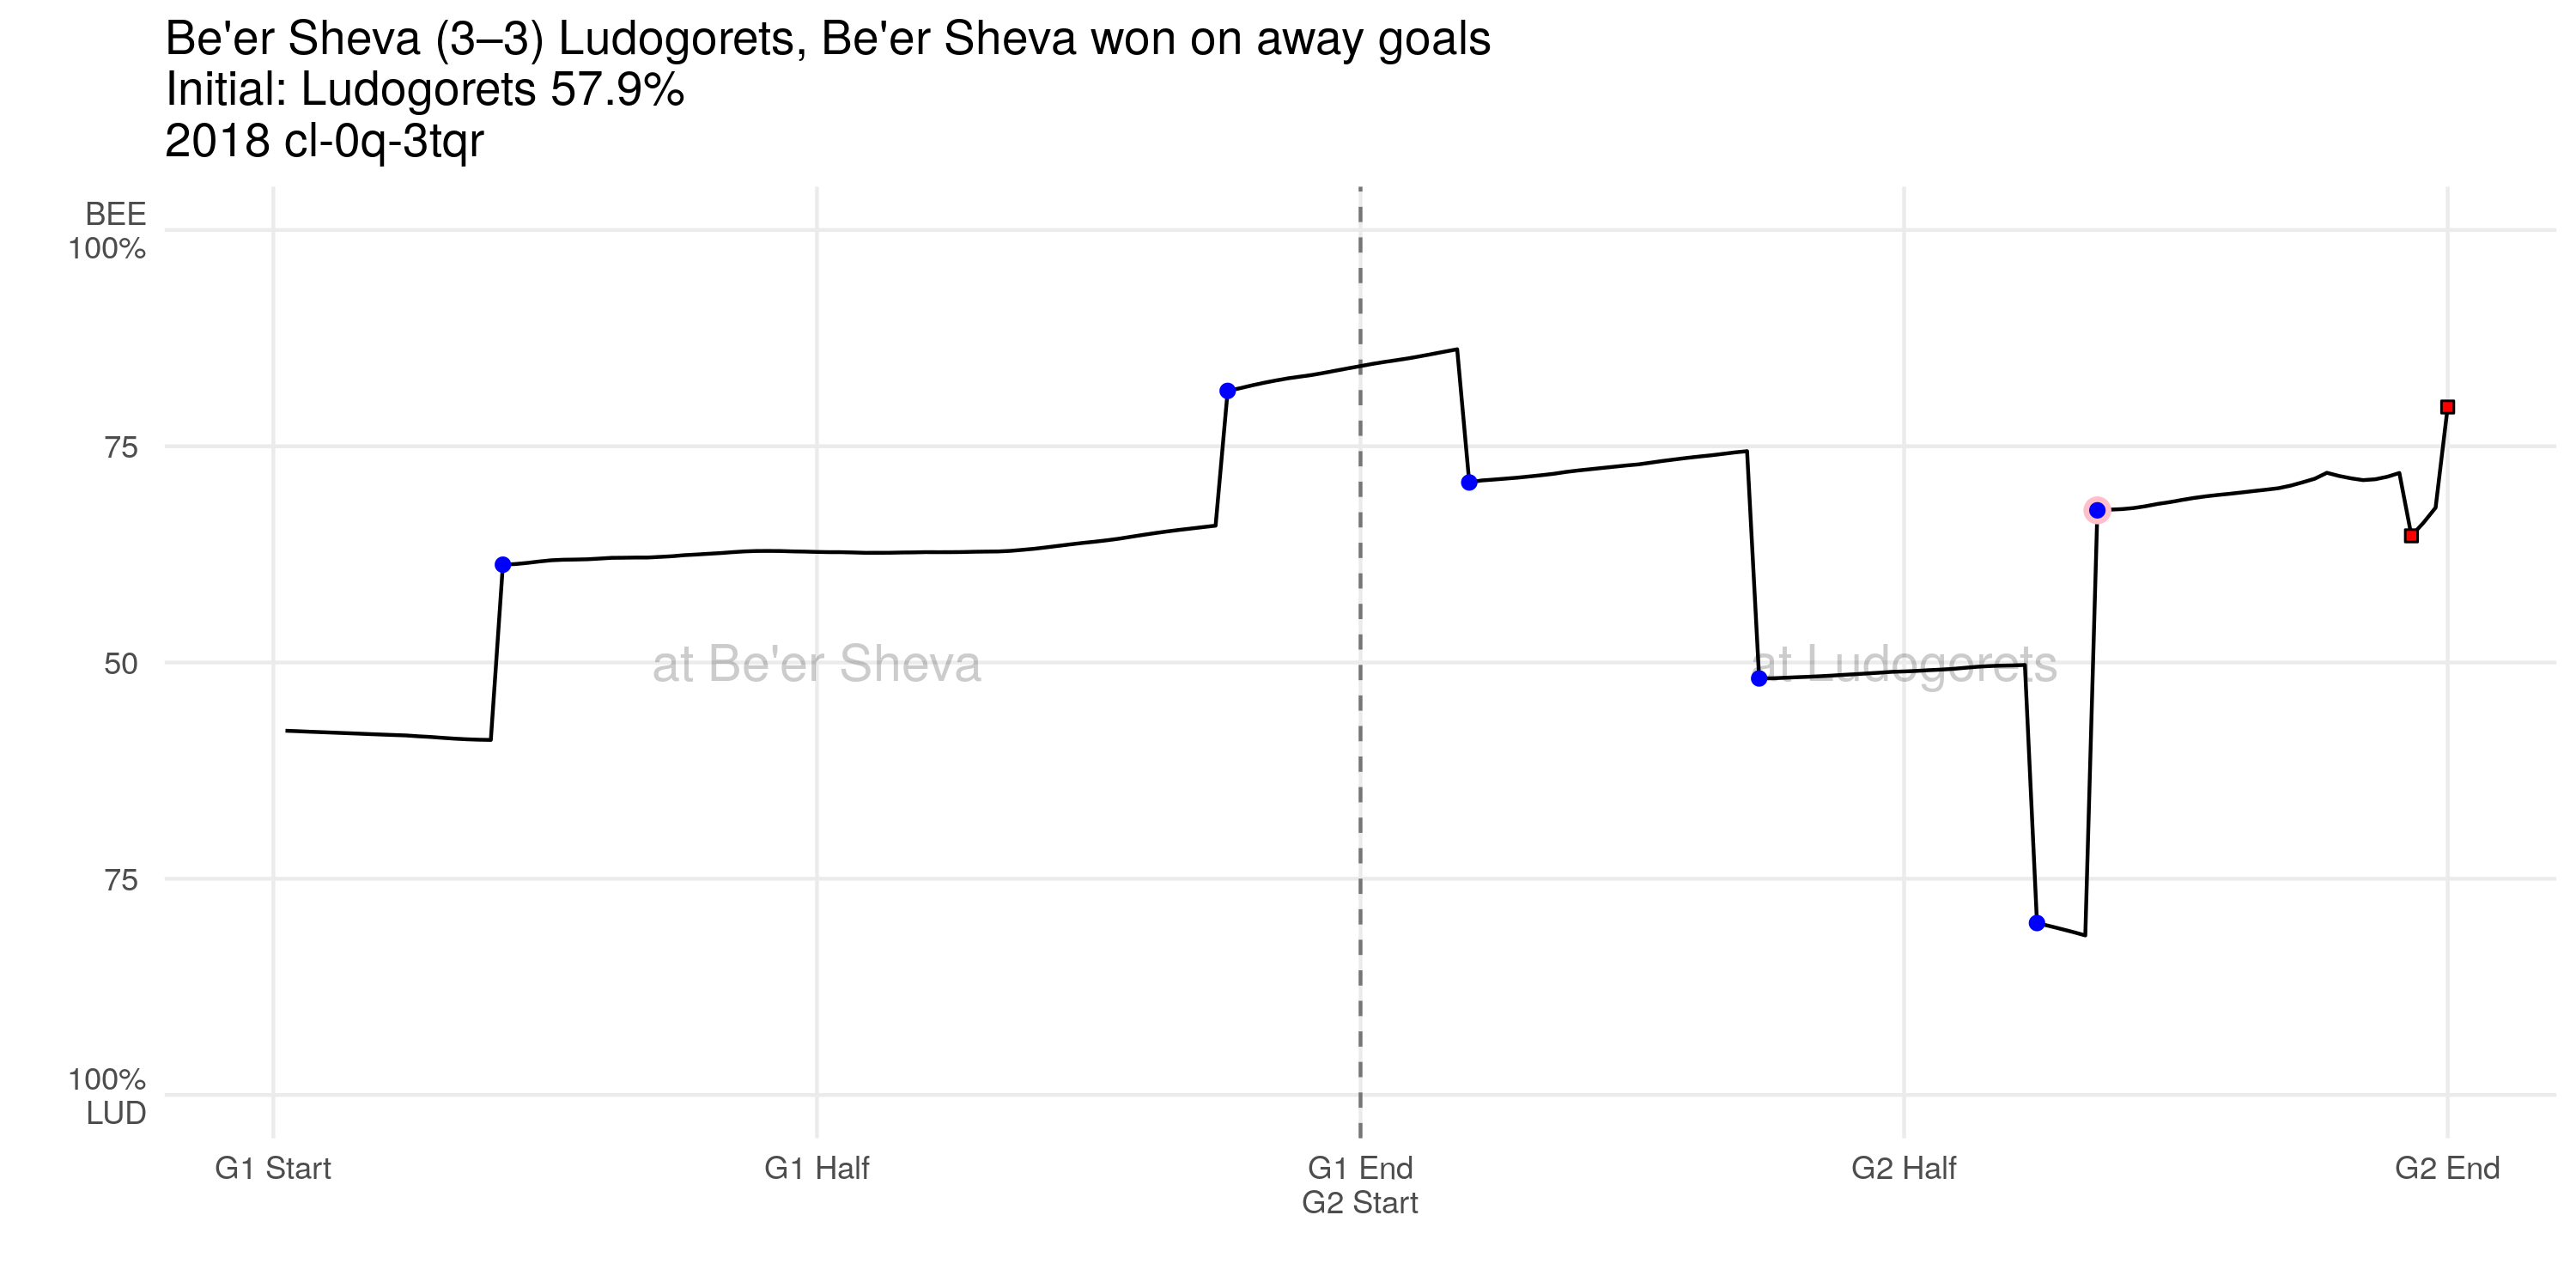 Be'er Sheva (3–3) Ludogorets, Be'er Sheva won on away goals
Initial: Ludogorets 57.9%
2018 cl-0q-3tqr
BEE
100%
75
50
75
100%
LUD
at Be'er Sheva
at Ludogorets
G1 Start
G1 Half
G1 End
G2 Start
G2 Half
G2 End